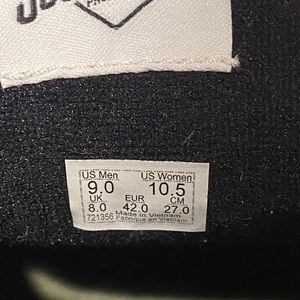 US Men US Women
9.0 10.5
UK EUR CM
8.0 42.0 27.0
721356 Made in Vietnam
Fabriqué en Vietnam